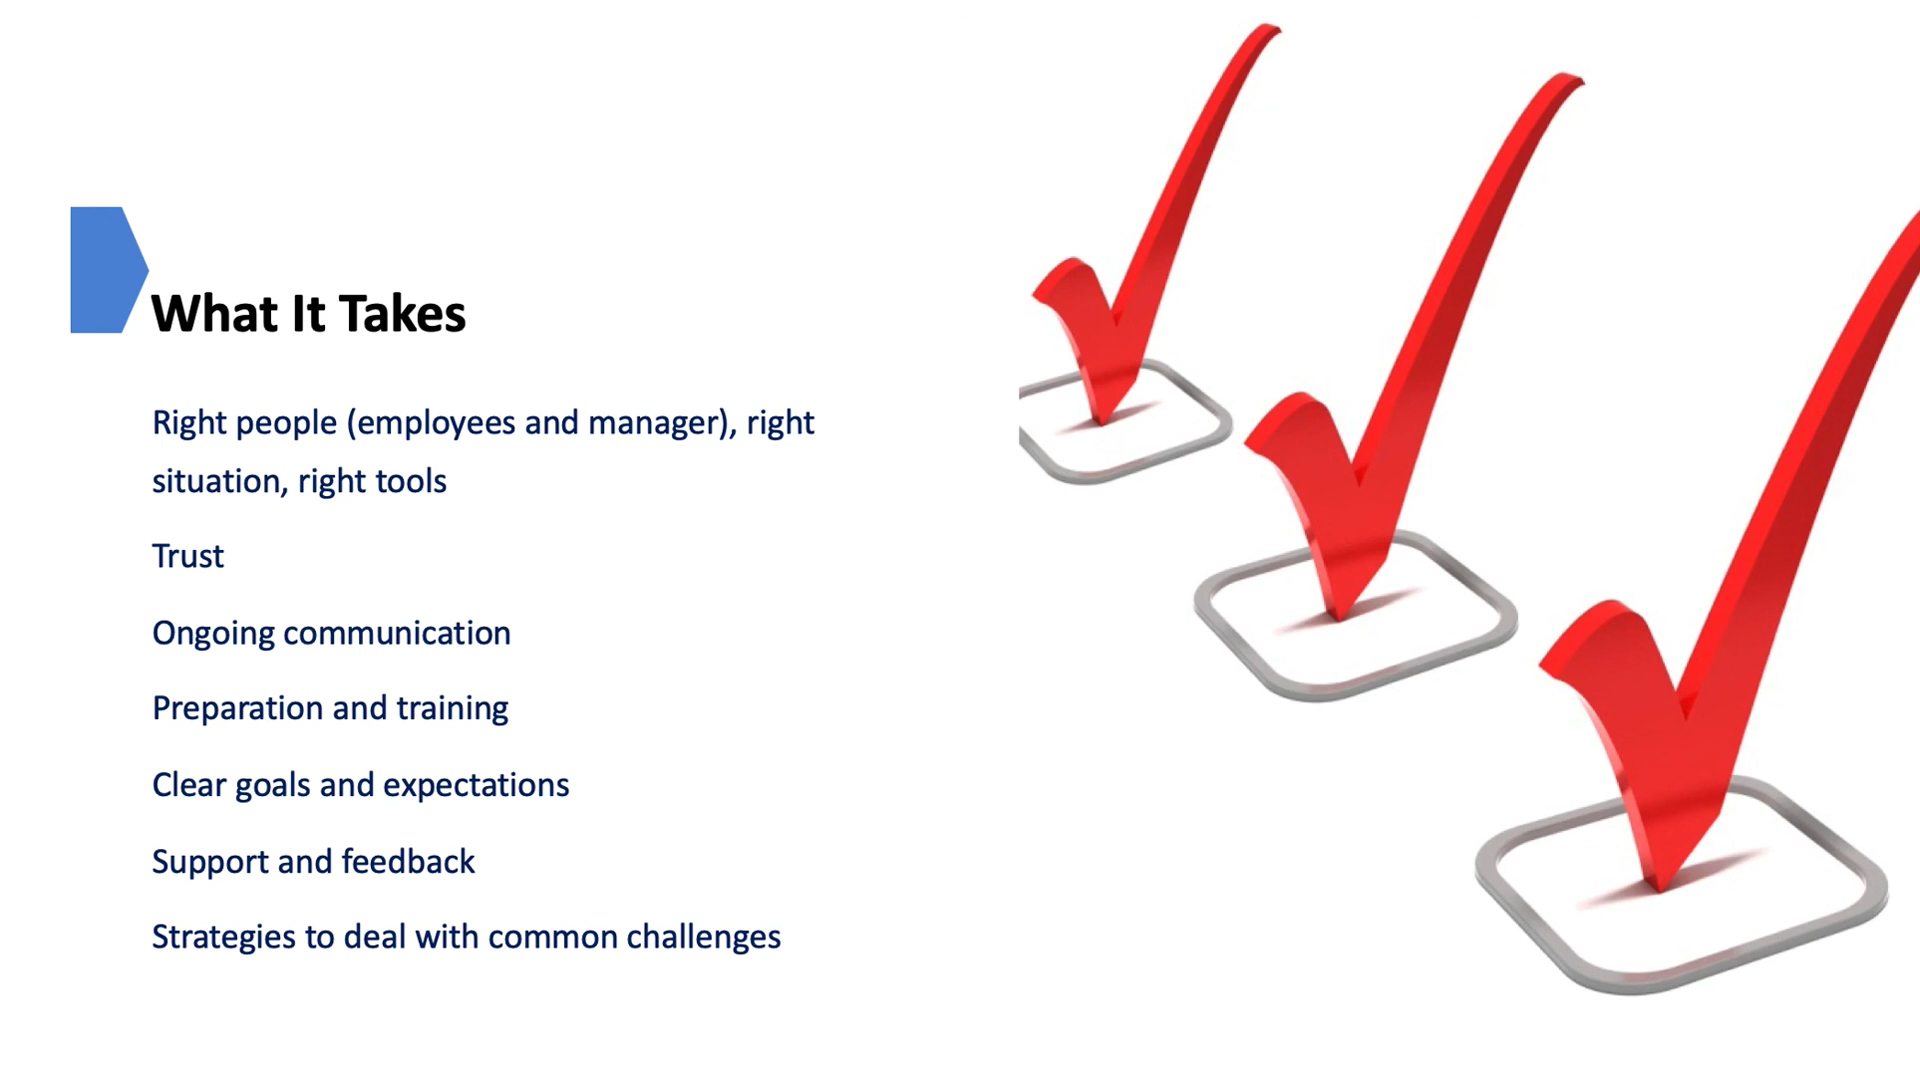 What It Takes
Right people (employees and manager), right
situation, right tools
Trust
Ongoing communication
Preparation and training
Clear goals and expectations
Support and feedback
Strategies to deal with common challenges